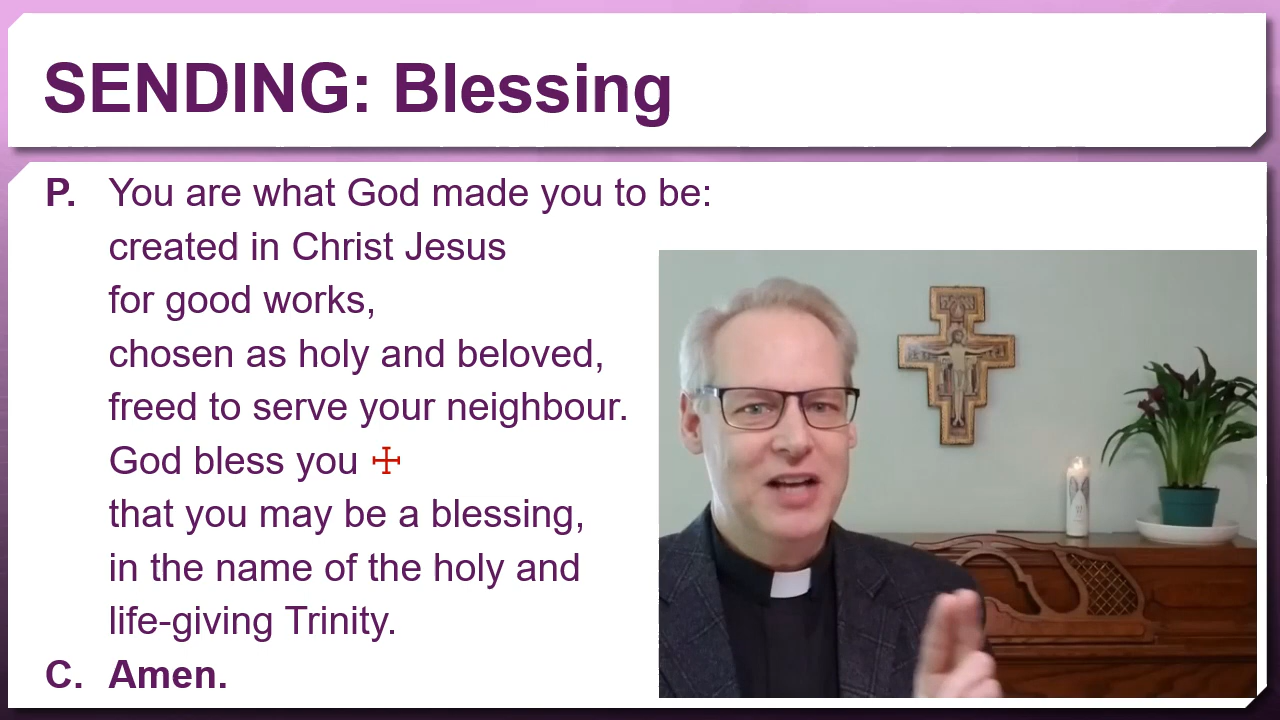 SENDING: Blessing
P. You are what God made you to be:
created in Christ Jesus
for good works,
chosen as holy and beloved,
freed to serve your neighbour.
God bless you ☩
that you may be a blessing,
in the name of the holy and
life-giving Trinity.
C. Amen.